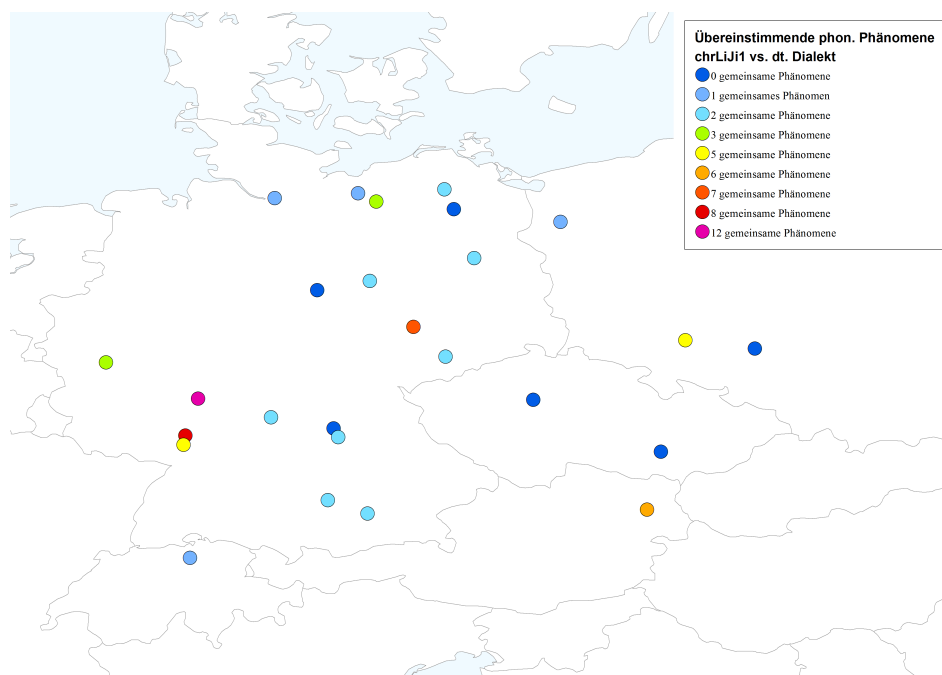 Übereinstimmende phon. Phänomene
chrLiJi1 vs. dt. Dialekt
0 gemeinsame Phänomene
1 gemeinsames Phänomen
2 gemeinsame Phänomene
3 gemeinsame Phänomene
5 gemeinsame Phänomene
6 gemeinsame Phänomene
7 gemeinsame Phänomene
8 gemeinsame Phänomene
12 gemeinsame Phänomene